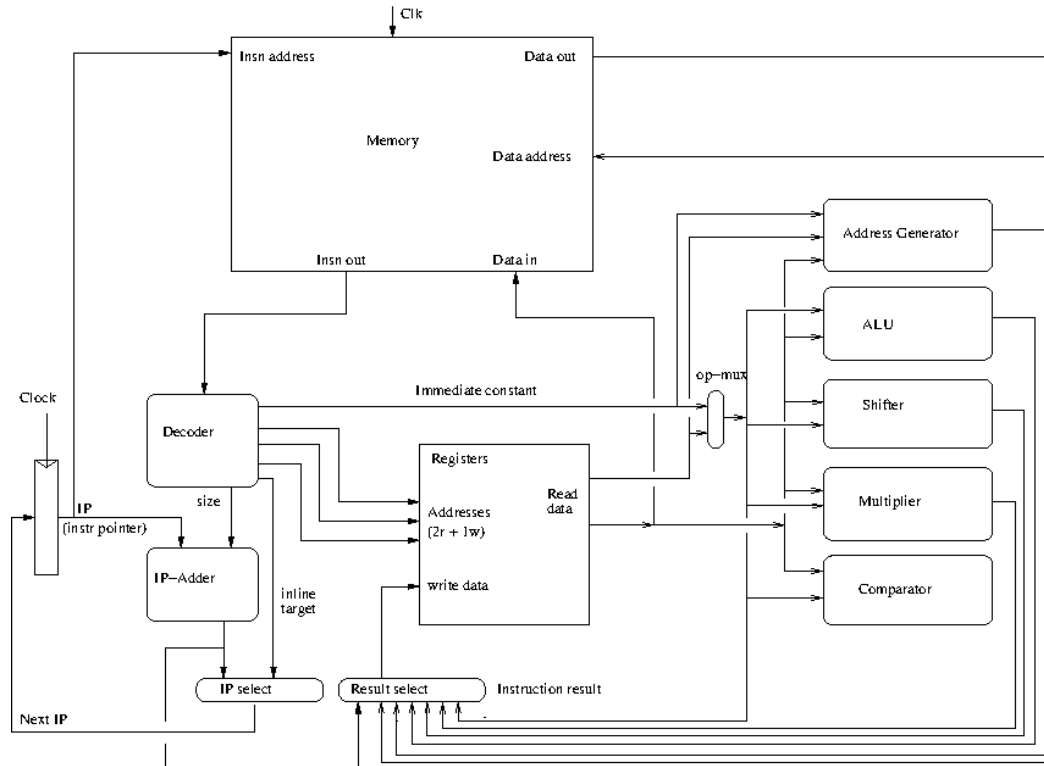 Clk
Insn address
Data out
Memory
Data address
Insn out
Data in
Address Generator
ALU
op-mux
Immediate constant
Shifter
Clock
Decoder
Registers
size
Read
data
Multiplier
IP
(instr pointer)
Addresses
(2r + 1w)
IP-Adder
write data
Comparator
inline
target
IP select
Result select
Instruction result
Next IP